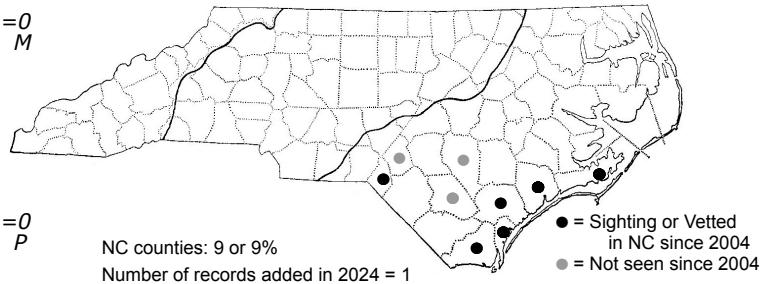 =0
M
=0
P
NC counties: 9 or 9%
Number of records added in 2024 = 1
= Sighting or Vetted
in NC since 2004
= Not seen since 2004